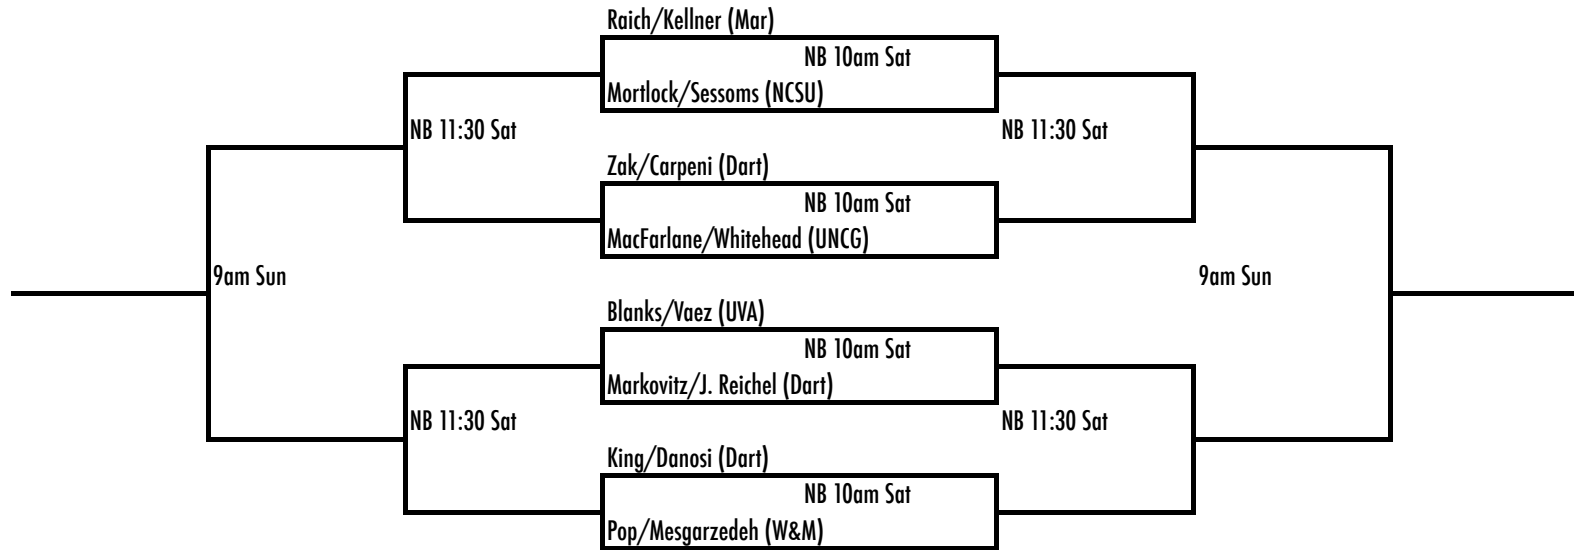 Raich/Kellner (Mar)
NB 10am Sat
Mortlock/Sessoms (NCSU)
NB 11:30 Sat
NB 11:30 Sat
Zak/Carpeni (Dart)
NB 10am Sat
MacFarlane/Whitehead (UNCG)
9am Sun
9am Sun
Blanks/Vaez (UVA)
NB 10am Sat
Markovitz/J. Reichel (Dart)
NB 11:30 Sat
NB 11:30 Sat
King/Danosi (Dart)
NB 10am Sat
Pop/Mesgarzedeh (W&M)